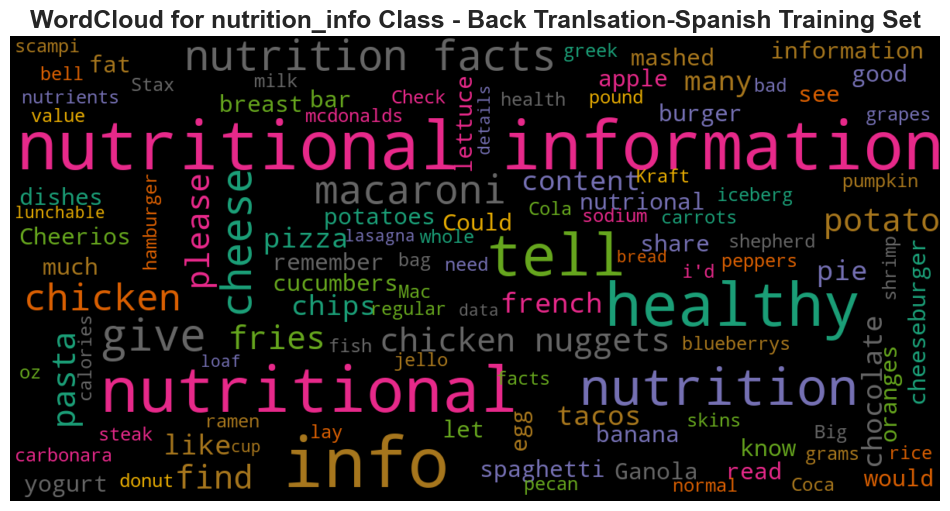 WordCloud for nutrition_info Class - Back Tranlsation-Spanish Training Set
scampi
nutrition facts
greek
mashed
information
bell
fat
Stax
milk
apple
many
bad
good
nutrients
breast
bar
Check
lettuce
details
health
pound
see
value
mcdonalds
burger
grapes
nutritional information
dishes
hamburger
please
cheese
macaroni
content
Kraft
iceberg
pumpkin
lunchable
potatoes
Could
Cola
nutrional
sodium
carrots
potato
Cheerios
pizza
lasagna
whole
tell
bread
share
shepherd
much
remember
bag
need
i'd
peppers
pie
shrimp
cheeseburger
chicken
cucumbers
Mac
chips
regular
data
french
healthy
give
fries
fish
chicken nuggets
blueberrys
chocolate
oranges
pasta
calories
loaf
jello
oz
nutritional
facts
nutrition
ramen
lay
let
egg
tacos
skins
steak
like
cup
info
banana
know
Big
carbonara
find
spaghetti
Ganola
read
grams
rice
yogurt
donut
pecan
normal
Coca
would